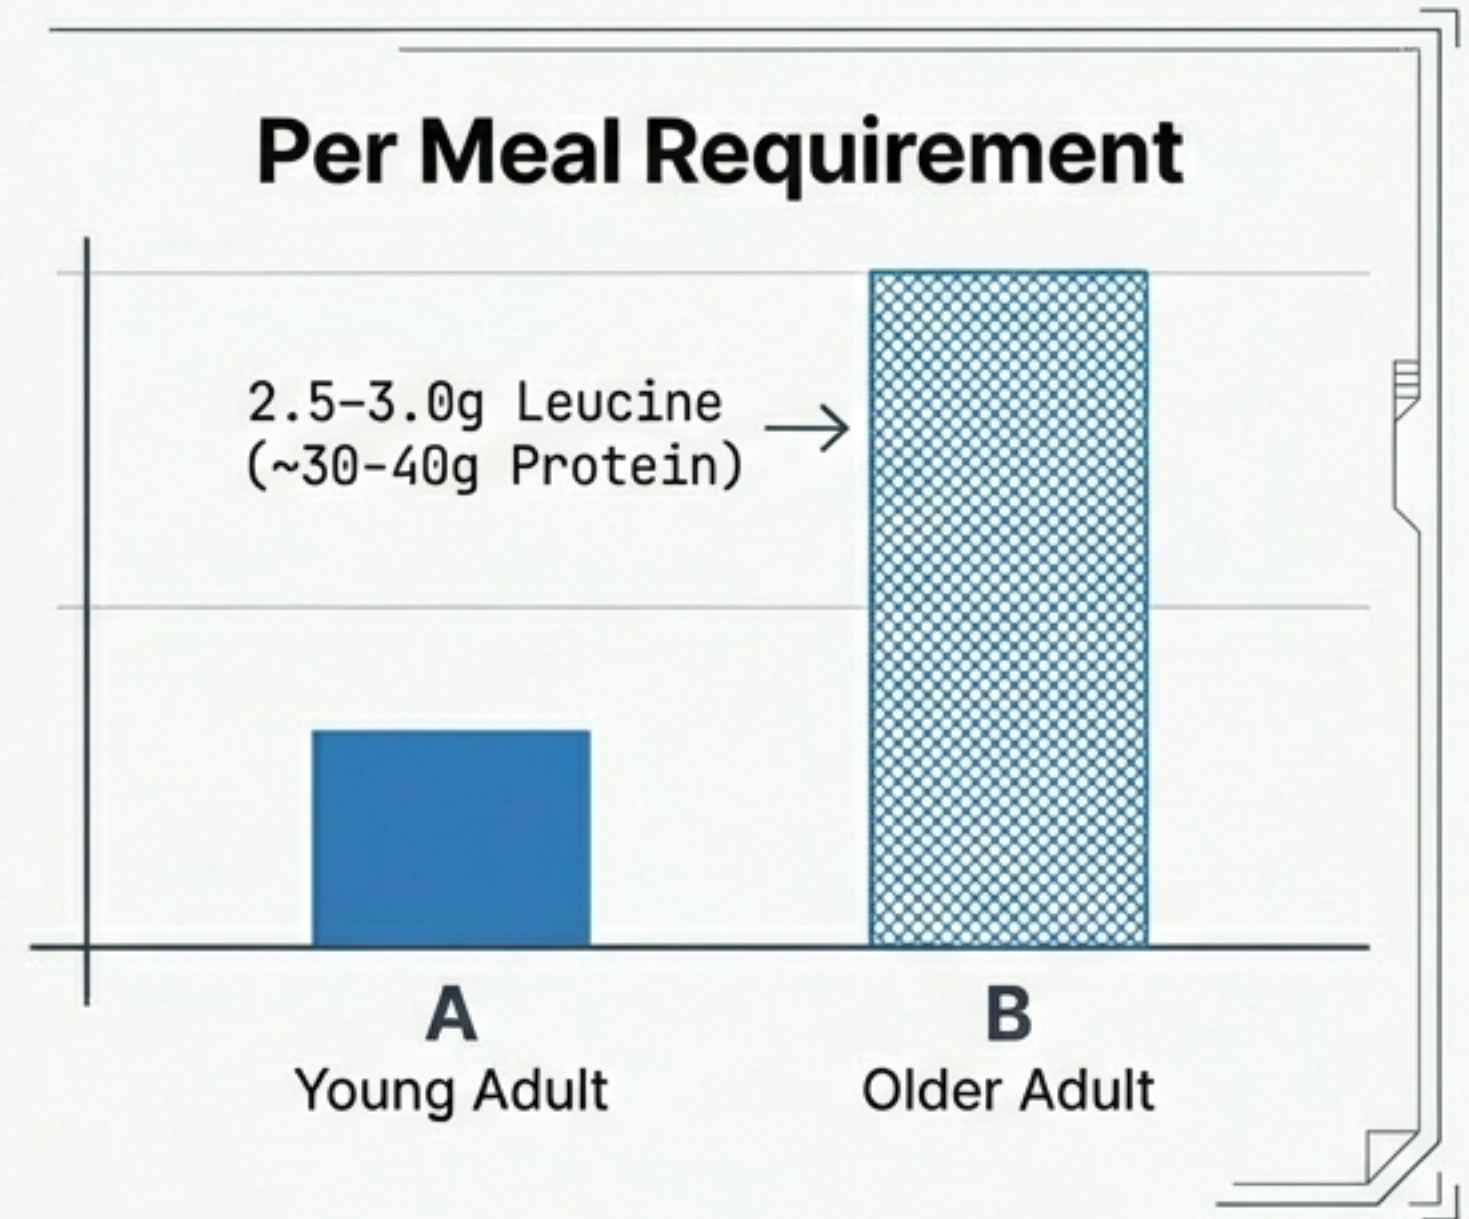 Per Meal Requirement
2.5–3.0g Leucine
(~30-40g Protein)
A
Young Adult
B
Older Adult